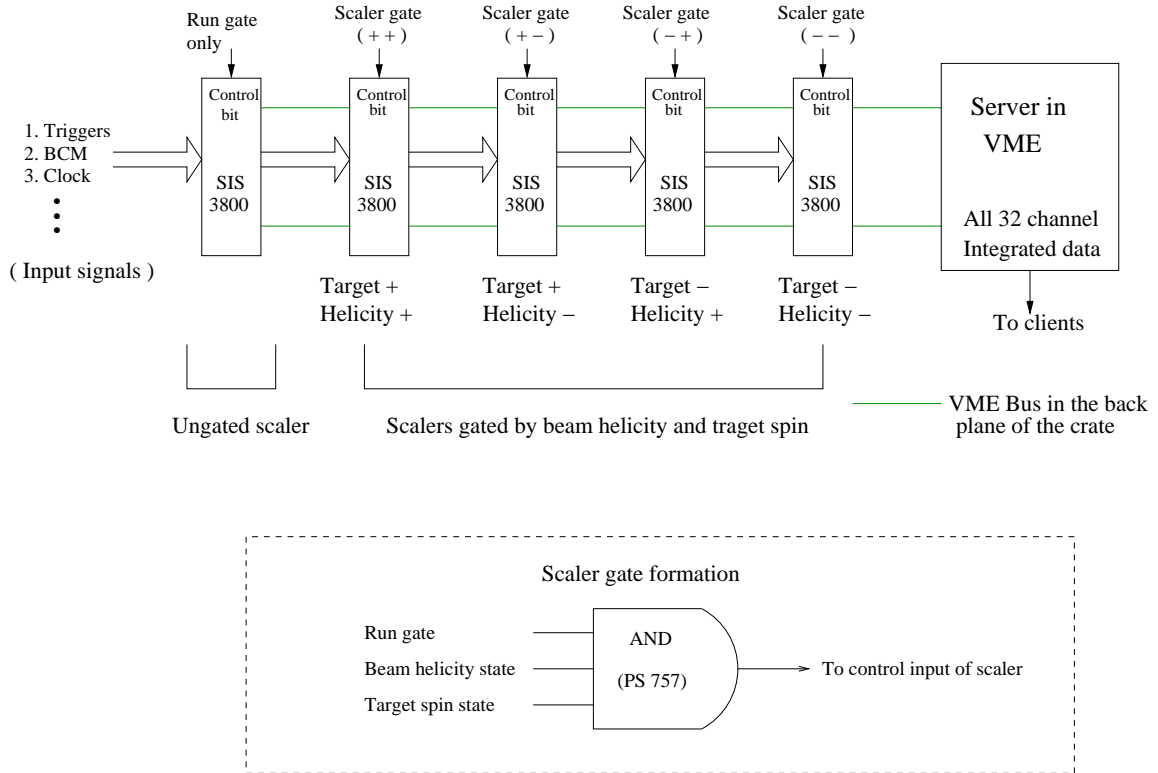 Run gate
only
Scaler gate
( + + )
Scaler gate
( + − )
Scaler gate
( − + )
Scaler gate
( − − )
Control
bit
SIS
3800
Control
bit
SIS
3800
Control
bit
SIS
3800
Control
bit
SIS
3800
Control
bit
SIS
3800
Server in
VME
All 32 channel
Integrated data
1. Triggers
2. BCM
3. Clock
( Input signals )
Target +
Helicity +
Target +
Helicity −
Target −
Helicity +
Target −
Helicity −
To clients
Ungated scaler
Scalers gated by beam helicity and traget spin
VME Bus in the back
plane of the crate
Scaler gate formation
Run gate
Beam helicity state
Target spin state
AND
(PS 757)
To control input of scaler